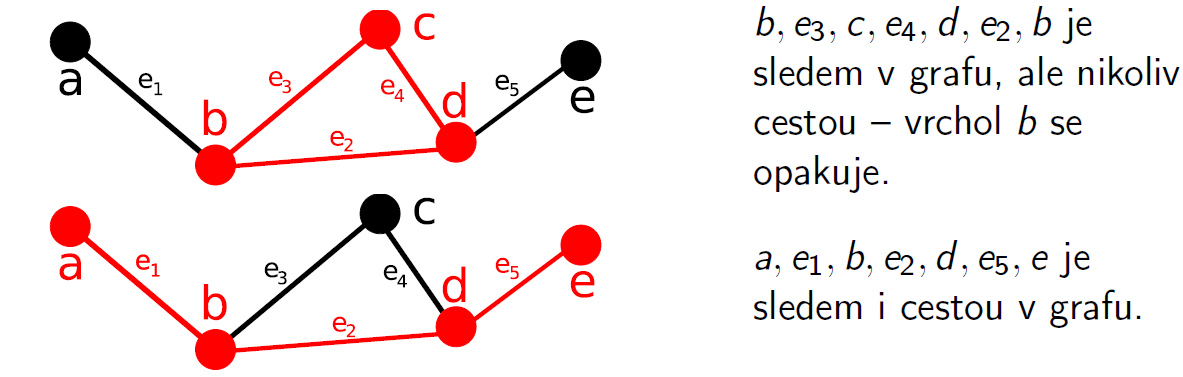 c
a
e₁
e₃
e₄
d
e₅
e
b
e₂
b, e₃, c, e₄, d, e₂, b je
sledem v grafu, ale nikoliv
cestou – vrchol b se
opakuje.
c
a
e₁
e₃
e₄
d
e₅
e
b
e₂
a, e₁, b, e₂, d, e₅, e je
sledem i cestou v grafu.